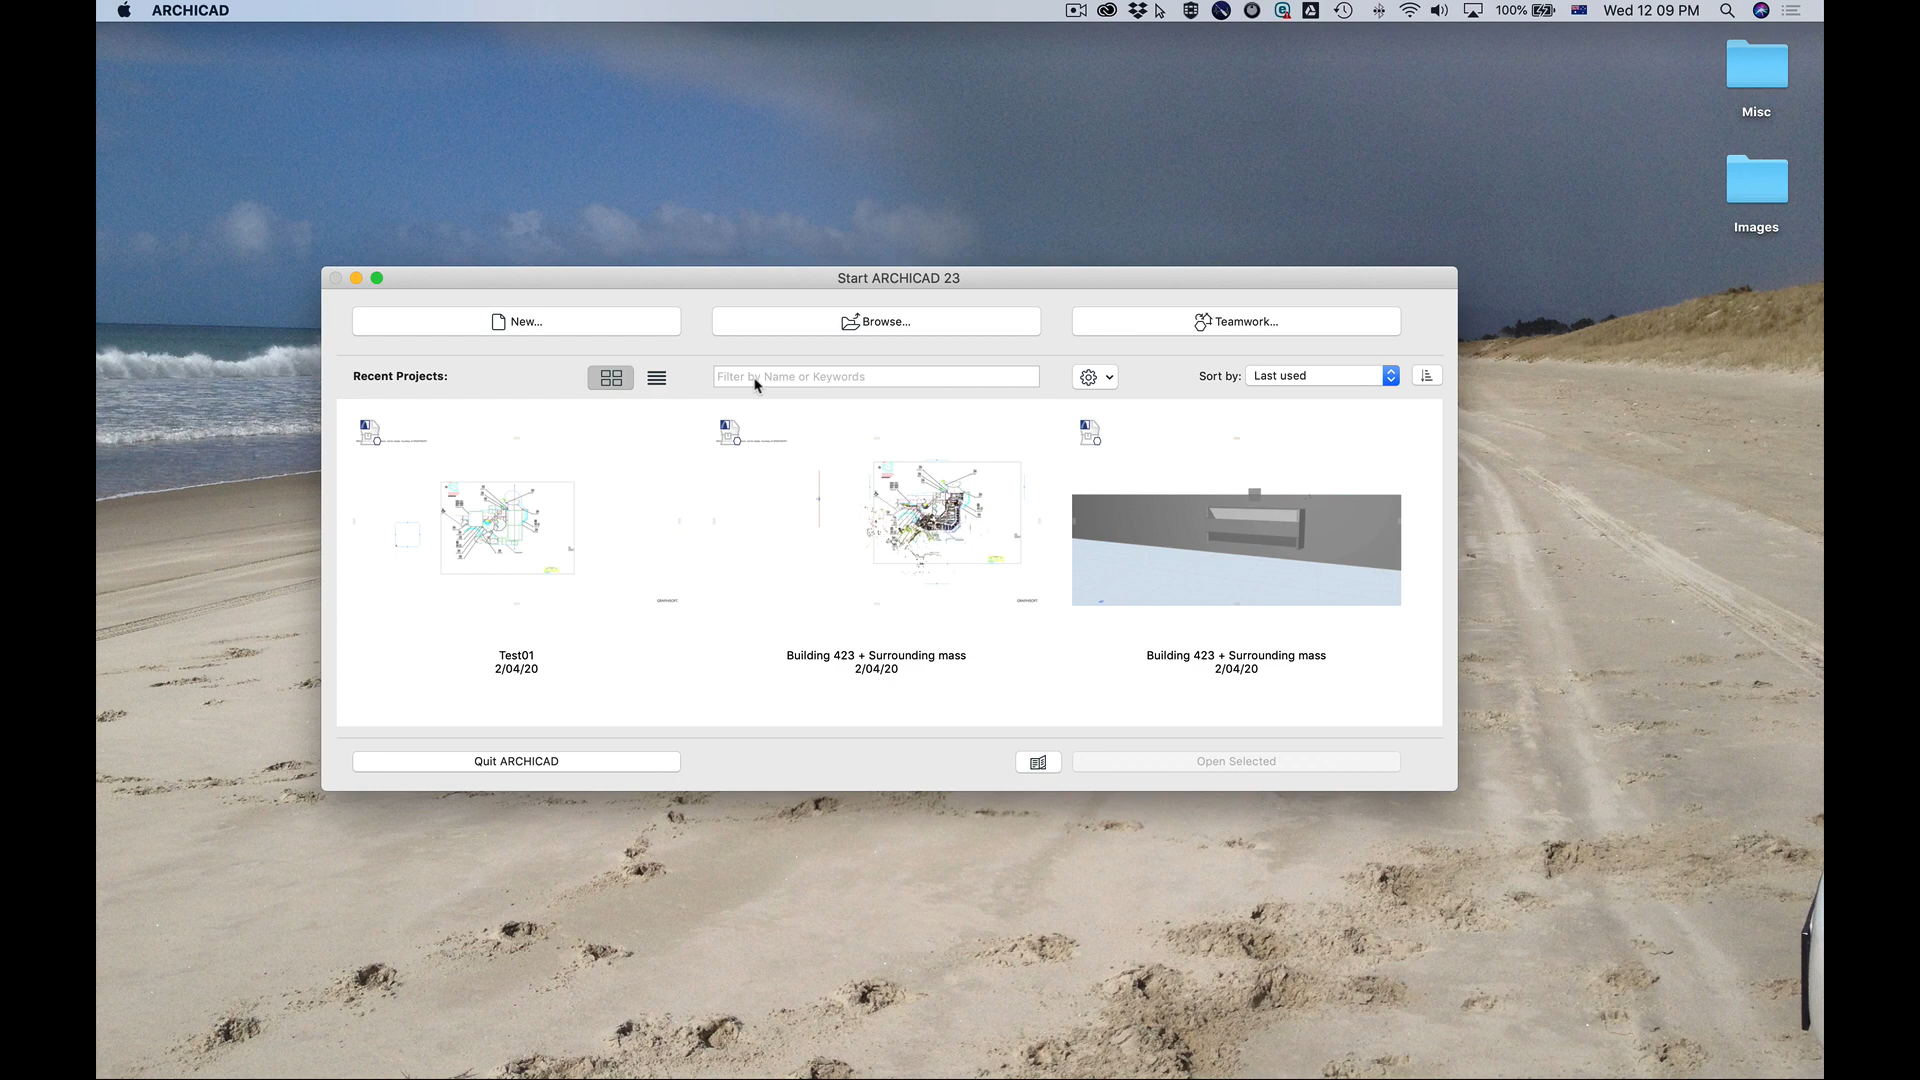 ARCHICAD
100%
Wed 12 09 PM
Misc
Images
Start ARCHICAD 23
New...
Browse...
Teamwork...
Recent Projects:
Filter by Name or Keywords
Sort by:
Last used
GRAPHISOFT.
GRAPHISOFT.
Test01
2/04/20
Building 423 + Surrounding mass
2/04/20
Building 423 + Surrounding mass
2/04/20
Quit ARCHICAD
Open Selected